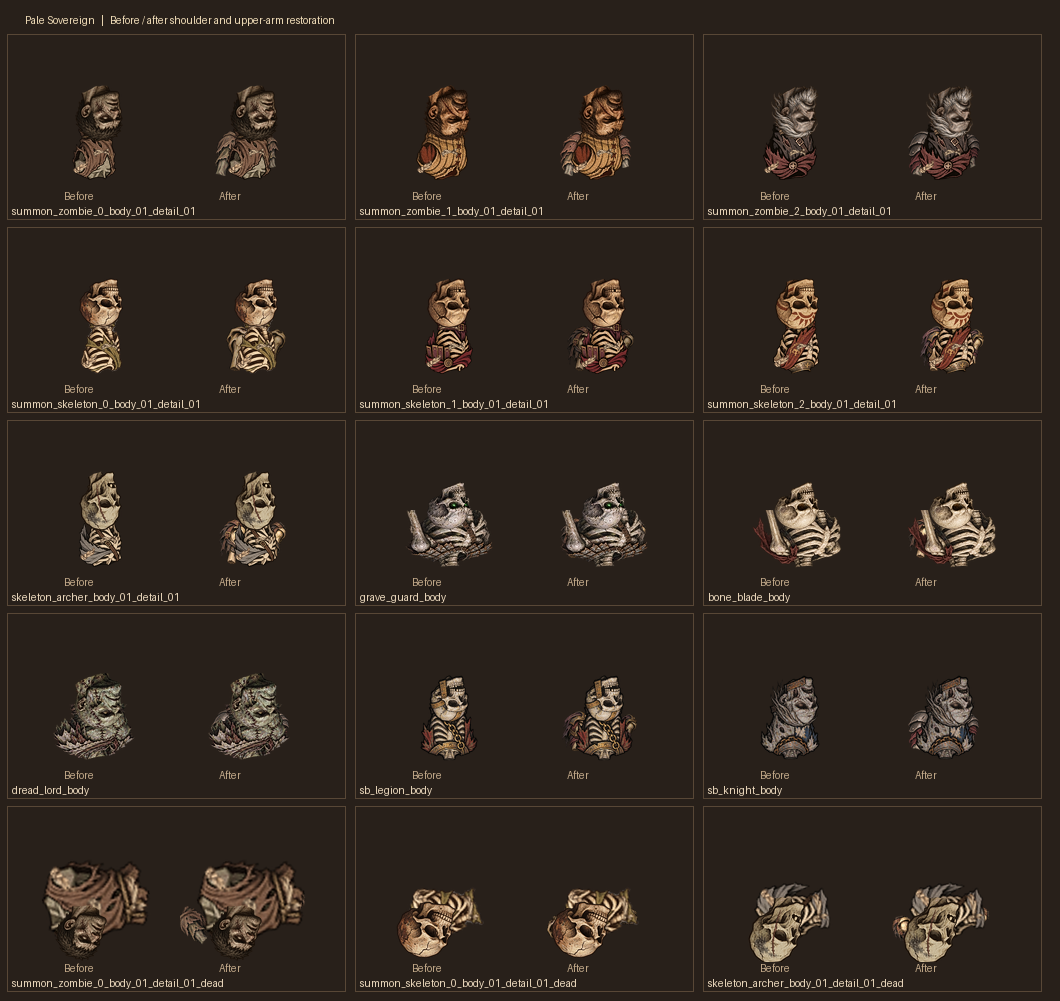 Pale Sovereign | Before / after shoulder and upper-arm restoration
Before After
summon_zombie_0_body_01_detail_01
Before After
summon_zombie_1_body_01_detail_01
Before After
summon_zombie_2_body_01_detail_01
Before After
summon_skeleton_0_body_01_detail_01
Before After
summon_skeleton_1_body_01_detail_01
Before After
summon_skeleton_2_body_01_detail_01
Before After
skeleton_archer_body_01_detail_01
Before After
grave_guard_body
Before After
bone_blade_body
Before After
dread_lord_body
Before After
sb_legion_body
Before After
sb_knight_body
Before After
summon_zombie_0_body_01_detail_01_dead
Before After
summon_skeleton_0_body_01_detail_01_dead
Before After
skeleton_archer_body_01_detail_01_dead